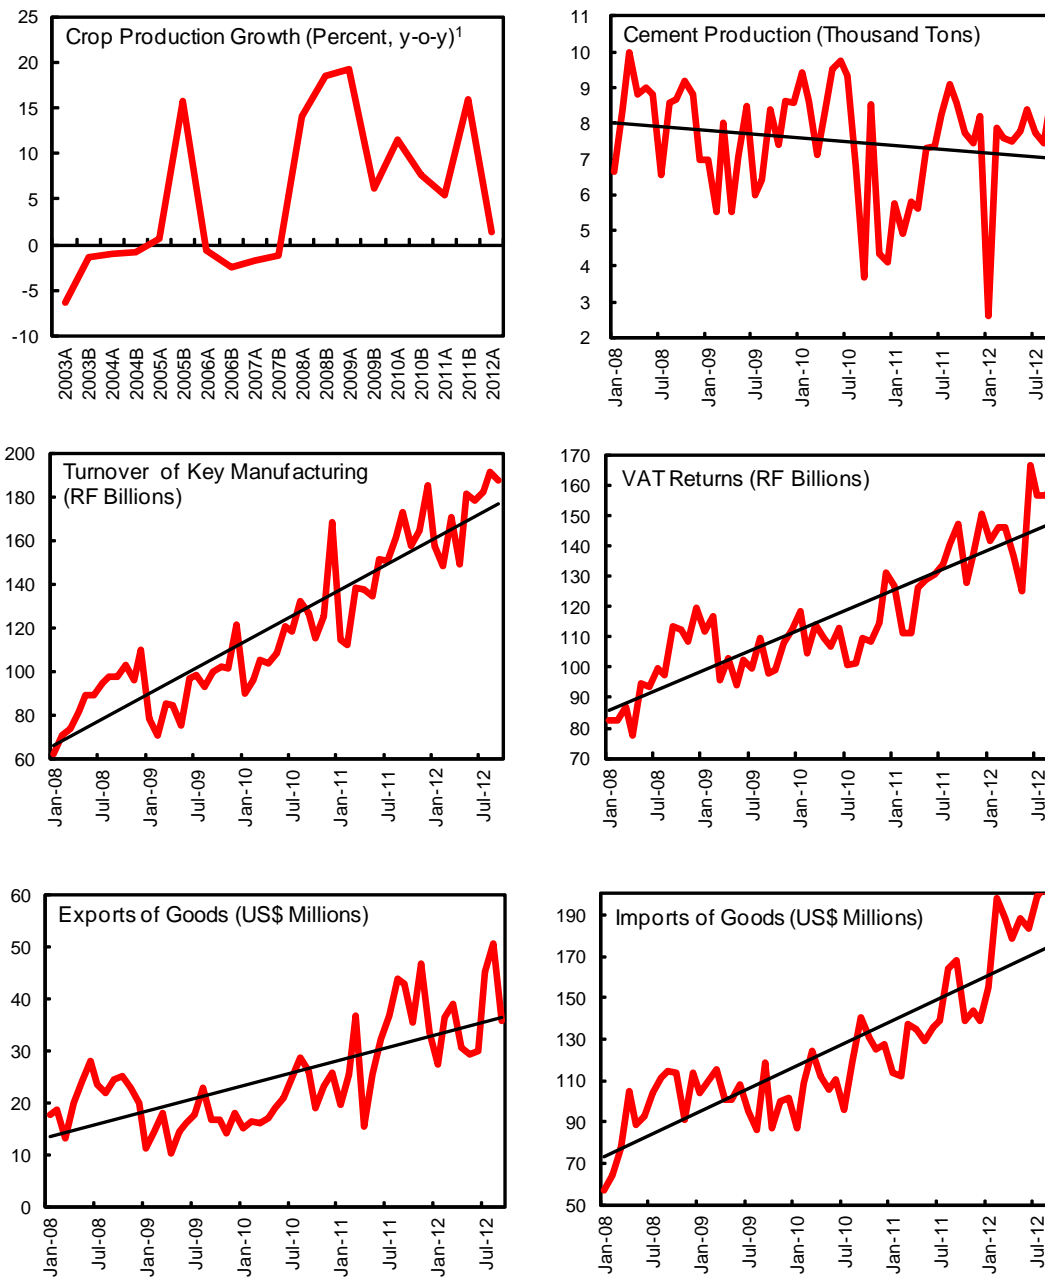 Crop Production Growth (Percent, y-o-y)¹
25
20
15
10
5
0
-5
-10
2003A
2003B
2004A
2004B
2005A
2005B
2006A
2006B
2007A
2007B
2008A
2008B
2009A
2009B
2010A
2010B
2011A
2011B
2012A
Cement Production (Thousand Tons)
11
10
9
8
7
6
5
4
3
2
Jan-08
Jul-08
Jan-09
Jul-09
Jan-10
Jul-10
Jan-11
Jul-11
Jan-12
Jul-12
Turnover of Key Manufacturing
(RF Billions)
200
180
160
140
120
100
80
60
Jan-08
Jul-08
Jan-09
Jul-09
Jan-10
Jul-10
Jan-11
Jul-11
Jan-12
Jul-12
VAT Returns (RF Billions)
170
160
150
140
130
120
110
100
90
80
70
Jan-08
Jul-08
Jan-09
Jul-09
Jan-10
Jul-10
Jan-11
Jul-11
Jan-12
Jul-12
Exports of Goods (US$ Millions)
60
50
40
30
20
10
0
Jan-08
Jul-08
Jan-09
Jul-09
Jan-10
Jul-10
Jan-11
Jul-11
Jan-12
Jul-12
Imports of Goods (US$ Millions)
190
170
150
130
110
90
70
50
Jan-08
Jul-08
Jan-09
Jul-09
Jan-10
Jul-10
Jan-11
Jul-11
Jan-12
Jul-12